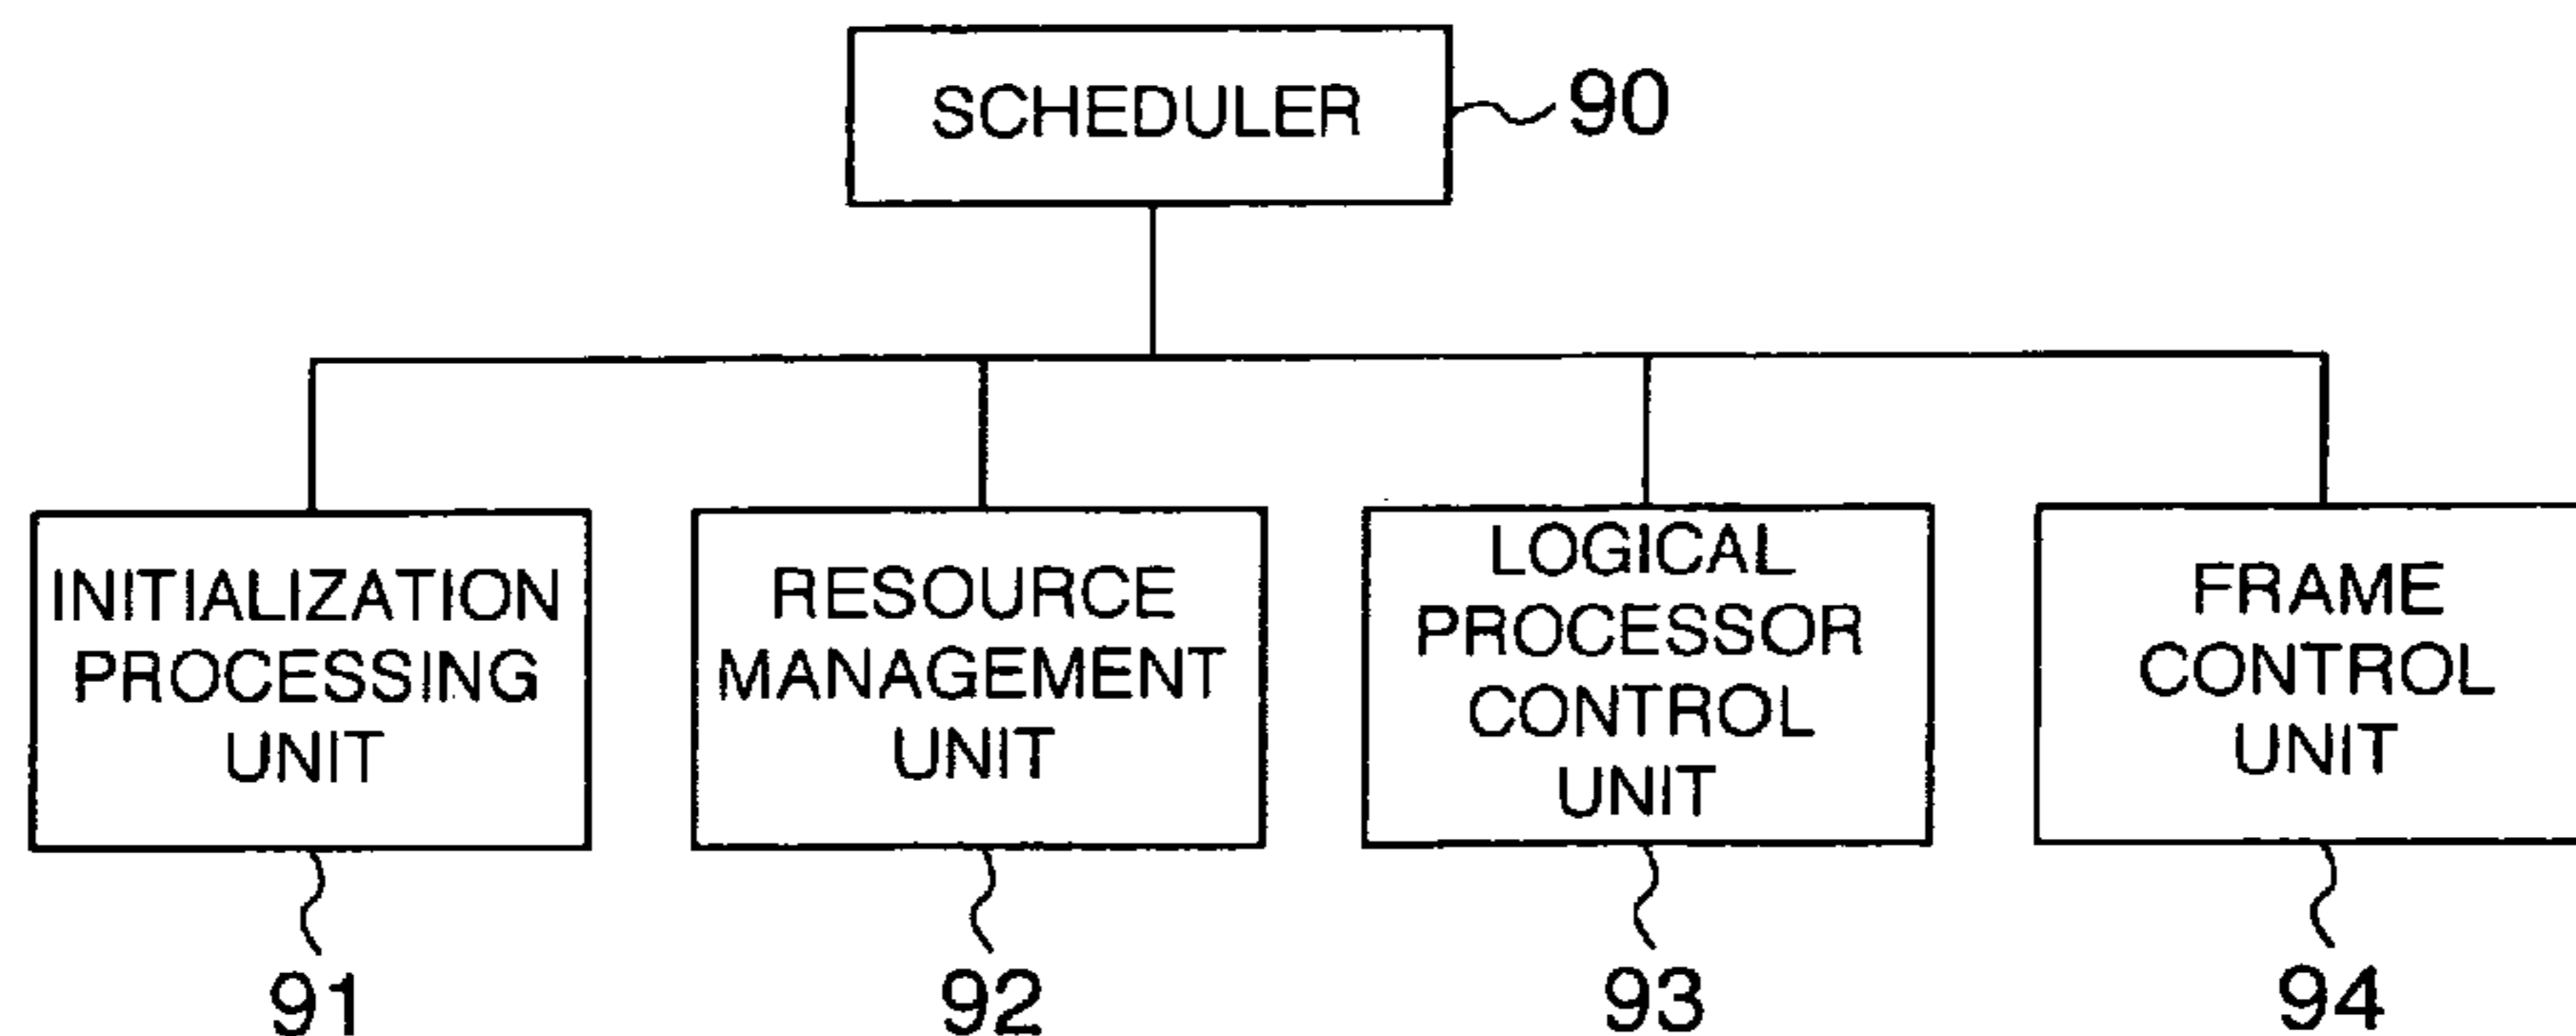 SCHEDULER
90
INITIALIZATION
PROCESSING
UNIT
91
RESOURCE
MANAGEMENT
UNIT
92
LOGICAL
PROCESSOR
CONTROL
UNIT
93
FRAME
CONTROL
UNIT
94